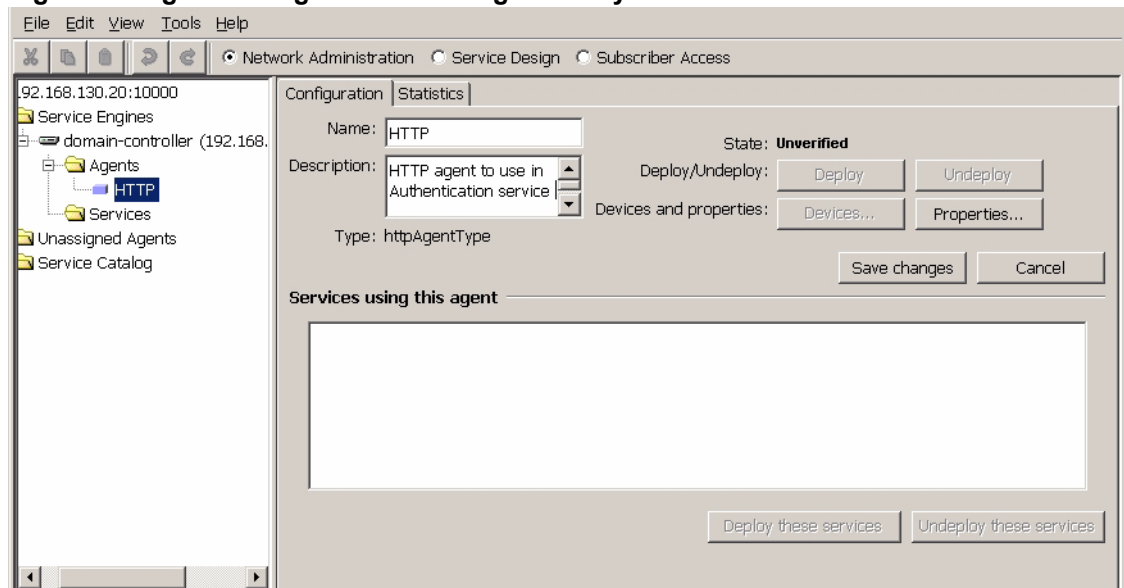 File Edit View Tools Help
Network Administration Service Design Subscriber Access
.92.168.130.20:10000
Service Engines
domain-controller (192.168.
Agents
HTTP
Services
Unassigned Agents
Service Catalog
Configuration Statistics
Name: HTTP
State: Unverified
Description: HTTP agent to use in
Authentication service
Deploy/Undeploy: Deploy Undeploy
Devices and properties: Devices... Properties...
Type: httpAgentType
Save changes Cancel
Services using this agent
Deploy these services Undeploy these services